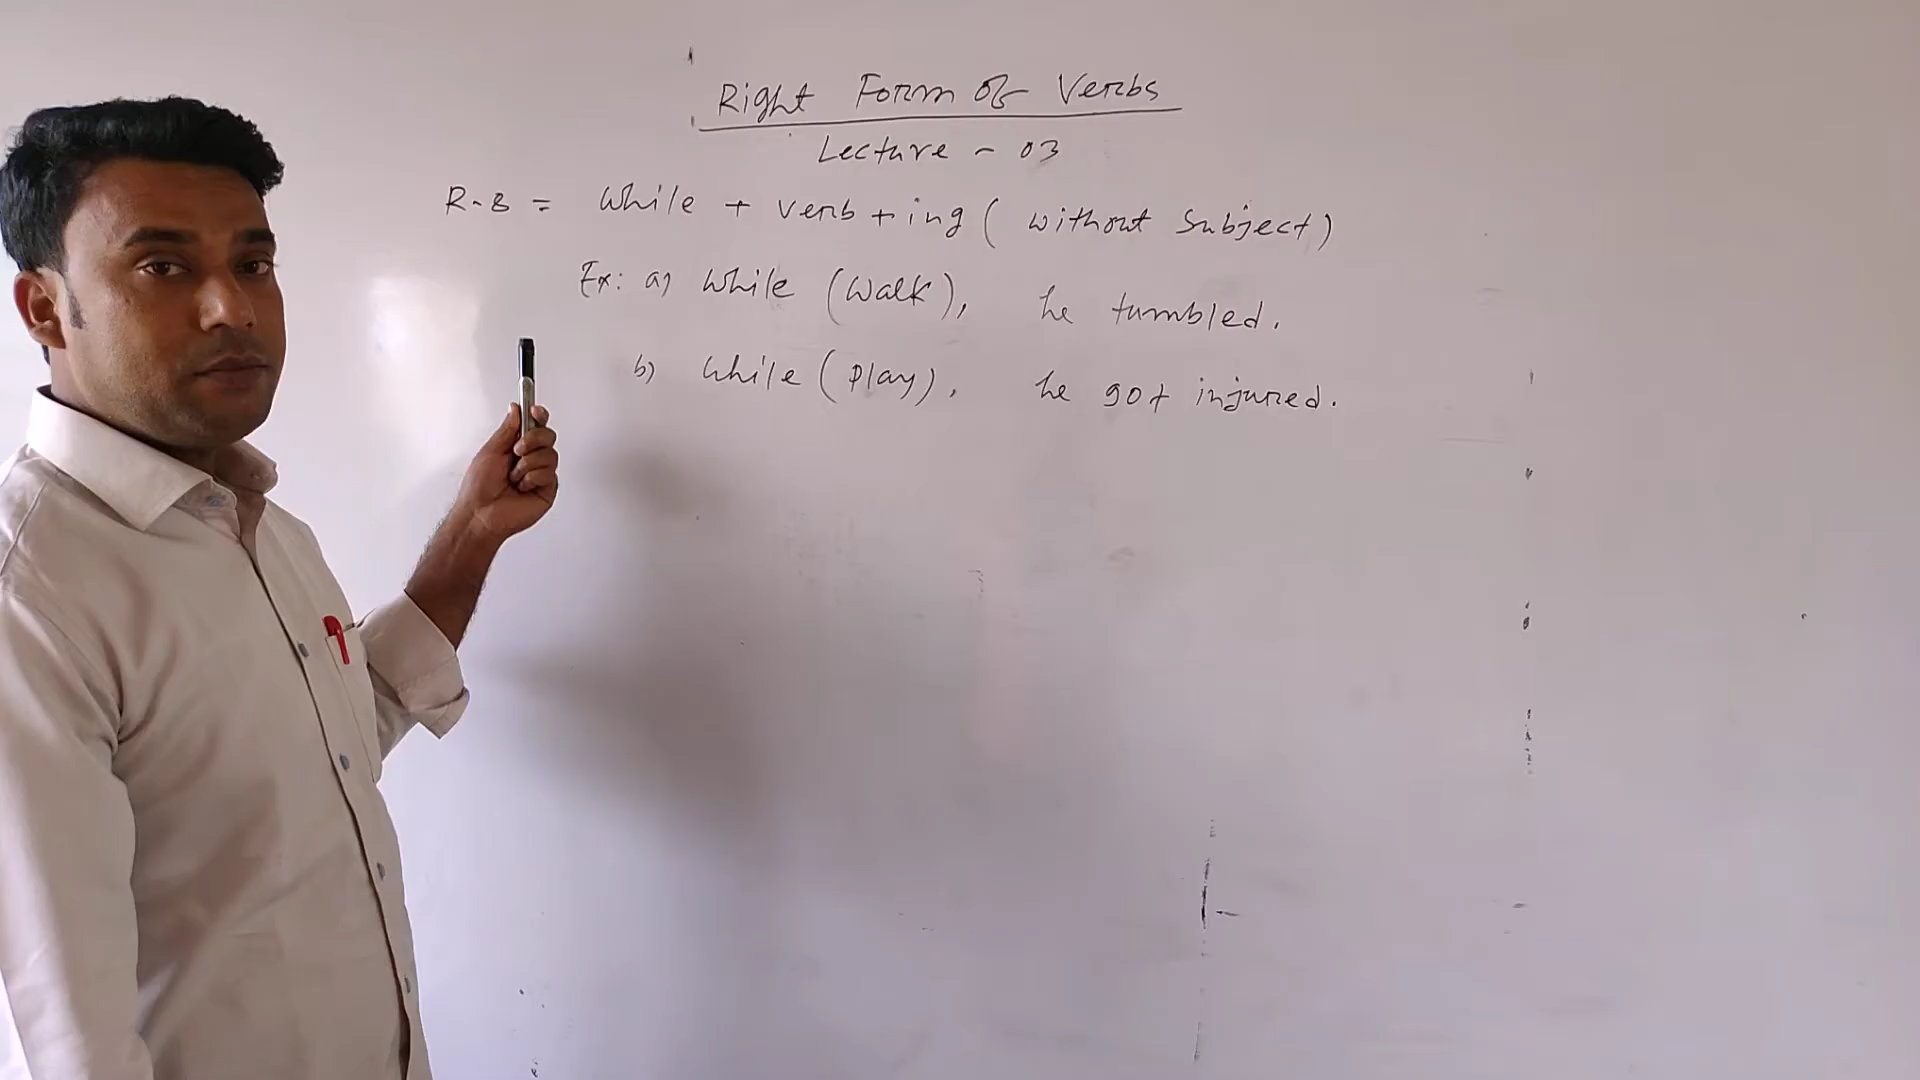 Right Form Of Verbs
Lecture - 03
R-8 = While + verb + ing ( without Subject )
Ex: a) While (walk), he tumbled.
b) While (play), he got injured.